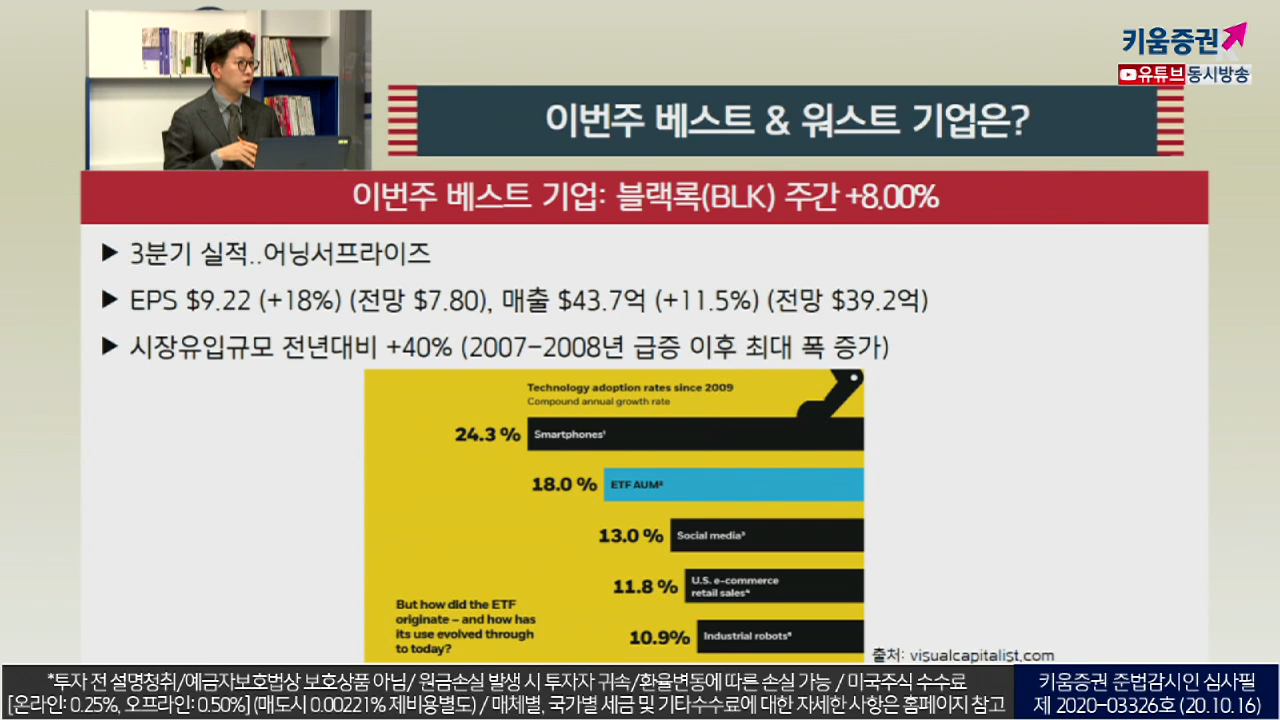 키움증권
유튜브 동시방송
이번주 베스트 & 워스트 기업은?
이번주 베스트 기업: 블랙록(BLK) 주간 +8.00%
▶ 3분기 실적..어닝서프라이즈
▶ EPS $9.22 (+18%) (전망 $7.80), 매출 $43.7억 (+11.5%) (전망 $39.2억)
▶ 시장유입규모 전년대비 +40% (2007-2008년 급증 이후 최대 폭 증가)
Technology adoption rates since 2009
Compound annual growth rate
24.3 % Smartphones¹
18.0 % ETF AUM²
13.0 % Social media³
11.8 % U.S. e-commerce
retail sales⁴
10.9% Industrial robots⁵
But how did the ETF
originate – and how has
its use evolved through
to today?
출처: visualcapitalist.com
*투자 전 설명청취/예금자보호법상 보호상품 아님/ 원금손실 발생 시 투자자 귀속/환율변동에 따른 손실 가능 / 미국주식 수수료
[온라인: 0.25%, 오프라인: 0.50%] (매도시 0.00221% 제비용별도) / 매체별, 국가별 세금 및 기타수수료에 대한 자세한 사항은 홈페이지 참고
키움증권 준법감시인 심사필
제 2020-03326호 (20.10.16)